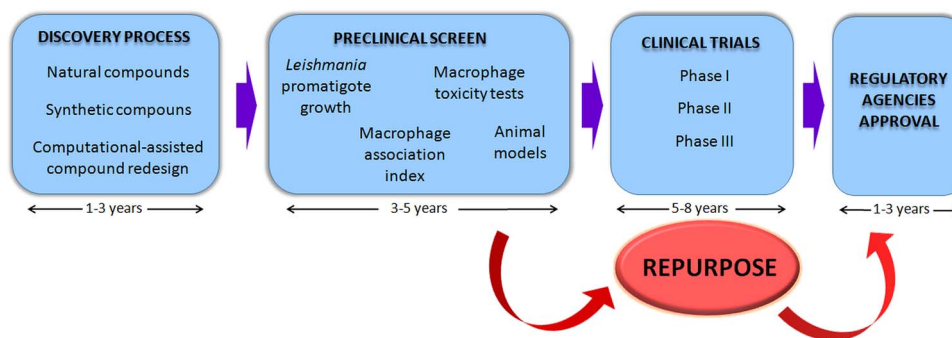 DISCOVERY PROCESS
Natural compounds
Synthetic compouns
Computational-assisted
compound redesign
1-3 years
PRECLINICAL SCREEN
Leishmania
promatigote
growth
Macrophage
toxicity tests
Macrophage
association
index
Animal
models
3-5 years
CLINICAL TRIALS
Phase I
Phase II
Phase III
5-8 years
REGULATORY
AGENCIES
APPROVAL
1-3 years
REPURPOSE